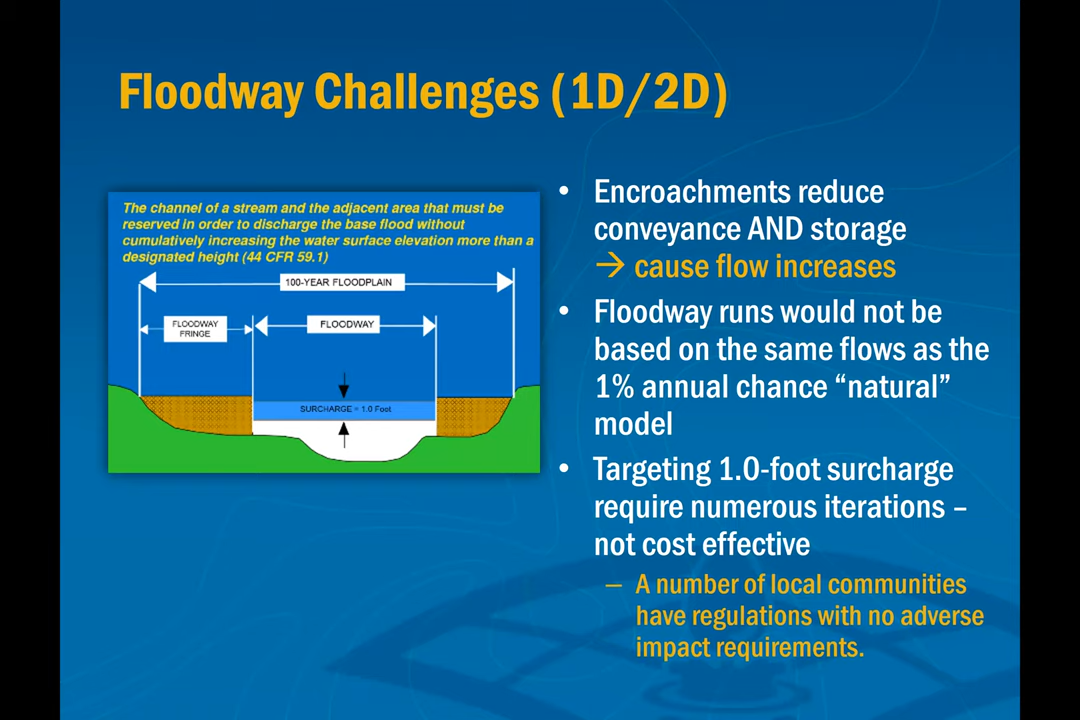 Floodway Challenges (1D/2D)
The channel of a stream and the adjacent area that must be
reserved in order to discharge the base flood without
cumulatively increasing the water surface elevation more than a
designated height (44 CFR 59.1)
100-YEAR FLOODPLAIN
FLOODWAY
FRINGE
FLOODWAY
SURCHARGE = 1.0 Foot
• Encroachments reduce
conveyance AND storage
→ cause flow increases
• Floodway runs would not be
based on the same flows as the
1% annual chance “natural”
model
• Targeting 1.0-foot surcharge
require numerous iterations –
not cost effective
– A number of local communities
have regulations with no adverse
impact requirements.